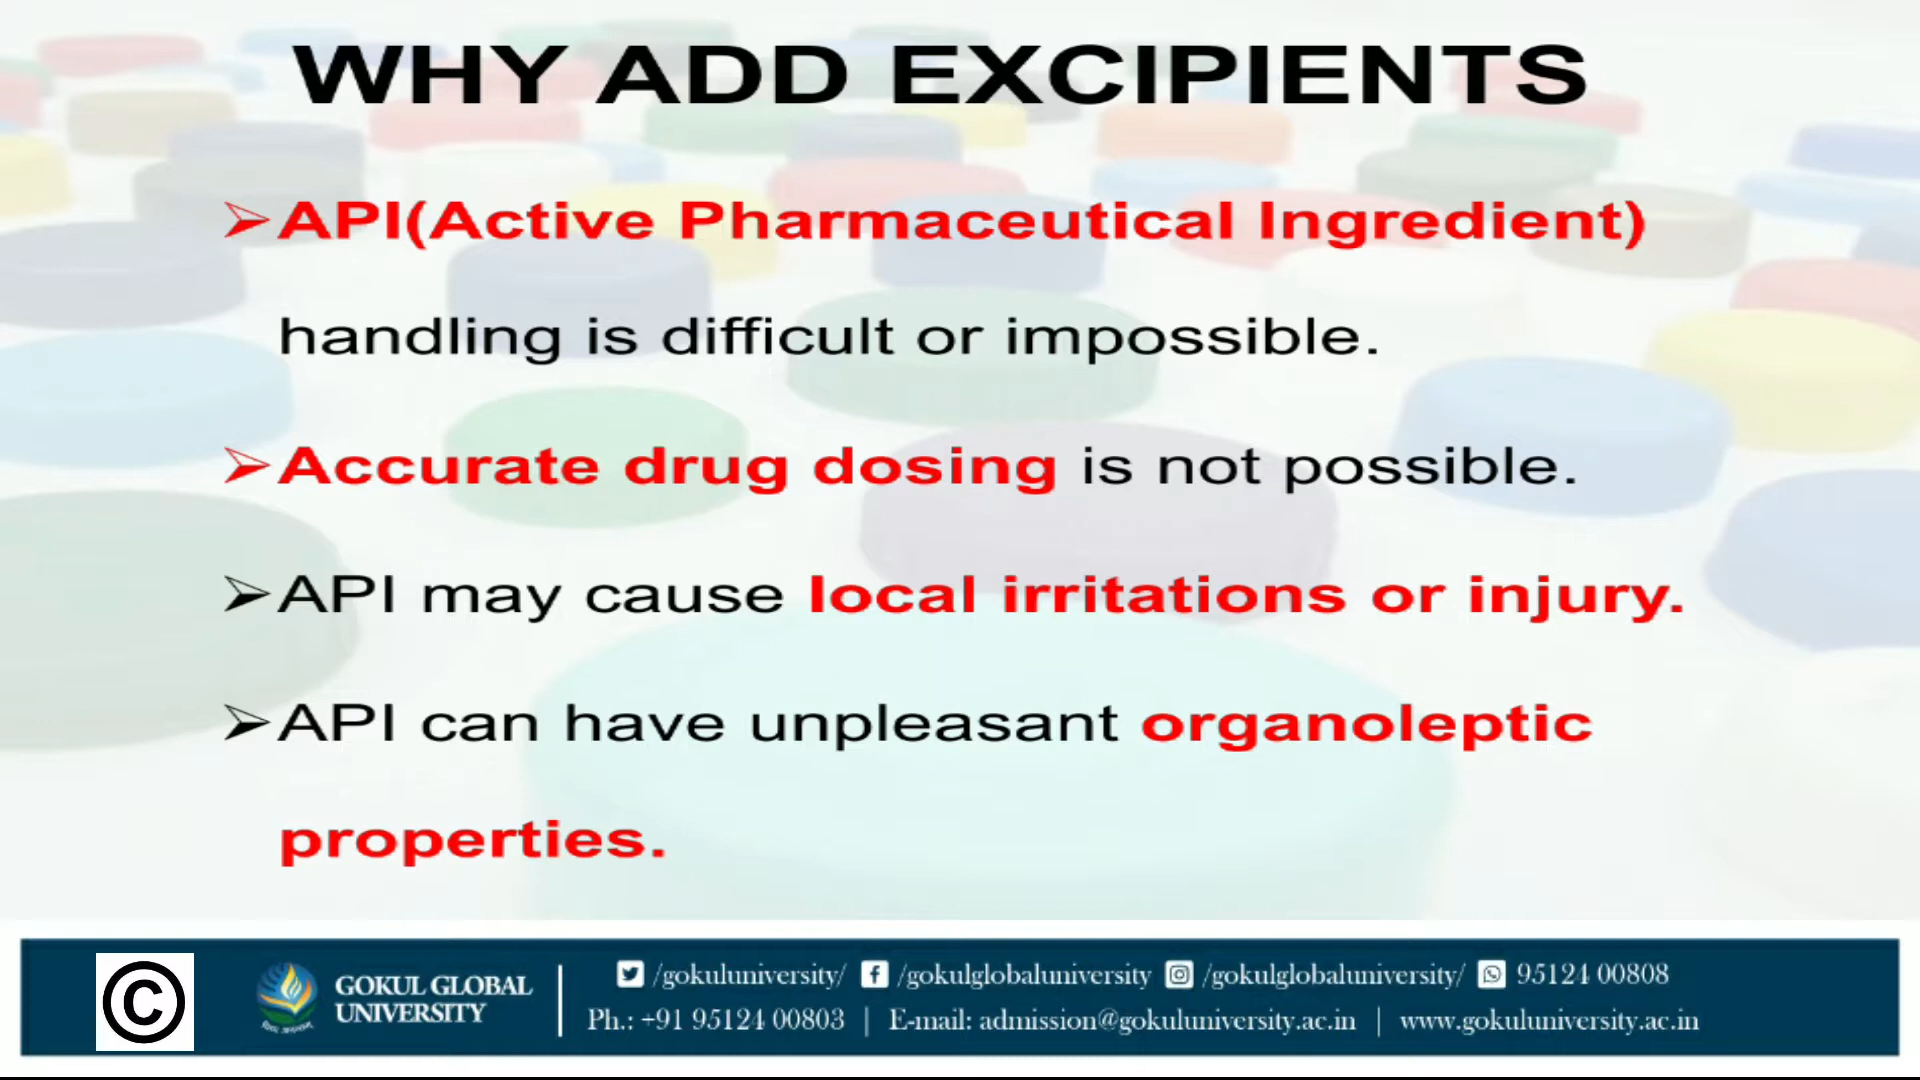 WHY ADD EXCIPIENTS
➢API(Active Pharmaceutical Ingredient)
handling is difficult or impossible.
➢Accurate drug dosing is not possible.
➢API may cause local irritations or injury.
➢API can have unpleasant organoleptic
properties.
©
GOKUL GLOBAL
UNIVERSITY
/gokuluniversity/ /gokulglobaluniversity /gokulglobaluniversity/ 95124 00808
Ph.: +91 95124 00803 | E-mail: admission@gokuluniversity.ac.in | www.gokuluniversity.ac.in